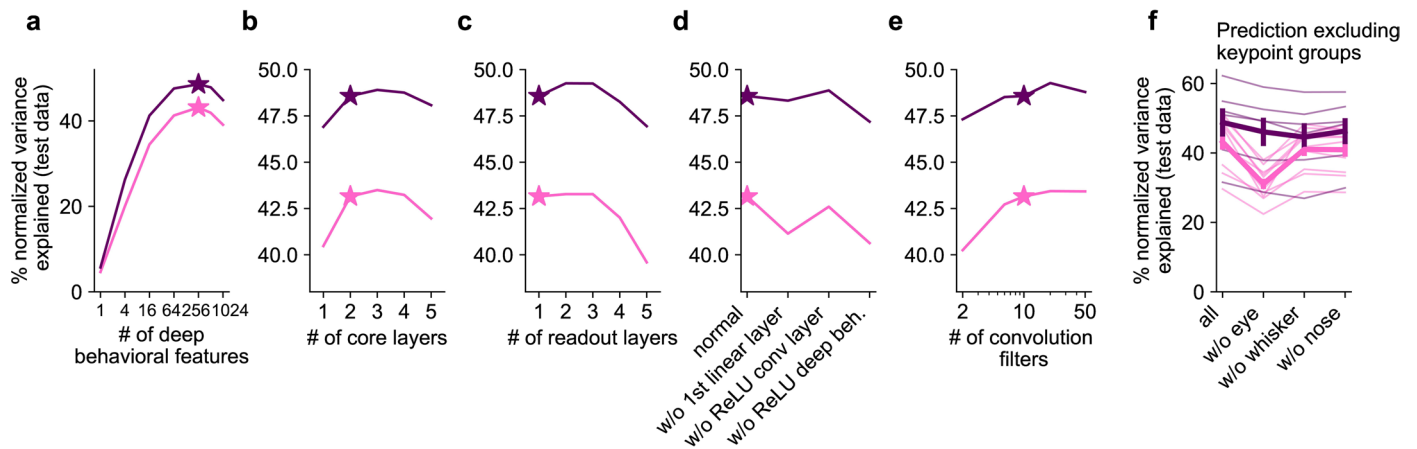 a
% normalized variance
explained (test data)
40
20
0
1 4 16 64 256 1024
# of deep
behavioral features
b
50.0
47.5
45.0
42.5
40.0
1 2 3 4 5
# of core layers
c
50.0
47.5
45.0
42.5
40.0
1 2 3 4 5
# of readout layers
d
50.0
47.5
45.0
42.5
40.0
normal
w/o 1st linear layer
w/o ReLU conv layer
w/o ReLU deep beh.
e
50.0
47.5
45.0
42.5
40.0
2 10 50
# of convolution
filters
f
Prediction excluding
keypoint groups
% normalized variance
explained (test data)
60
40
20
0
all
w/o eye
w/o whisker
w/o nose